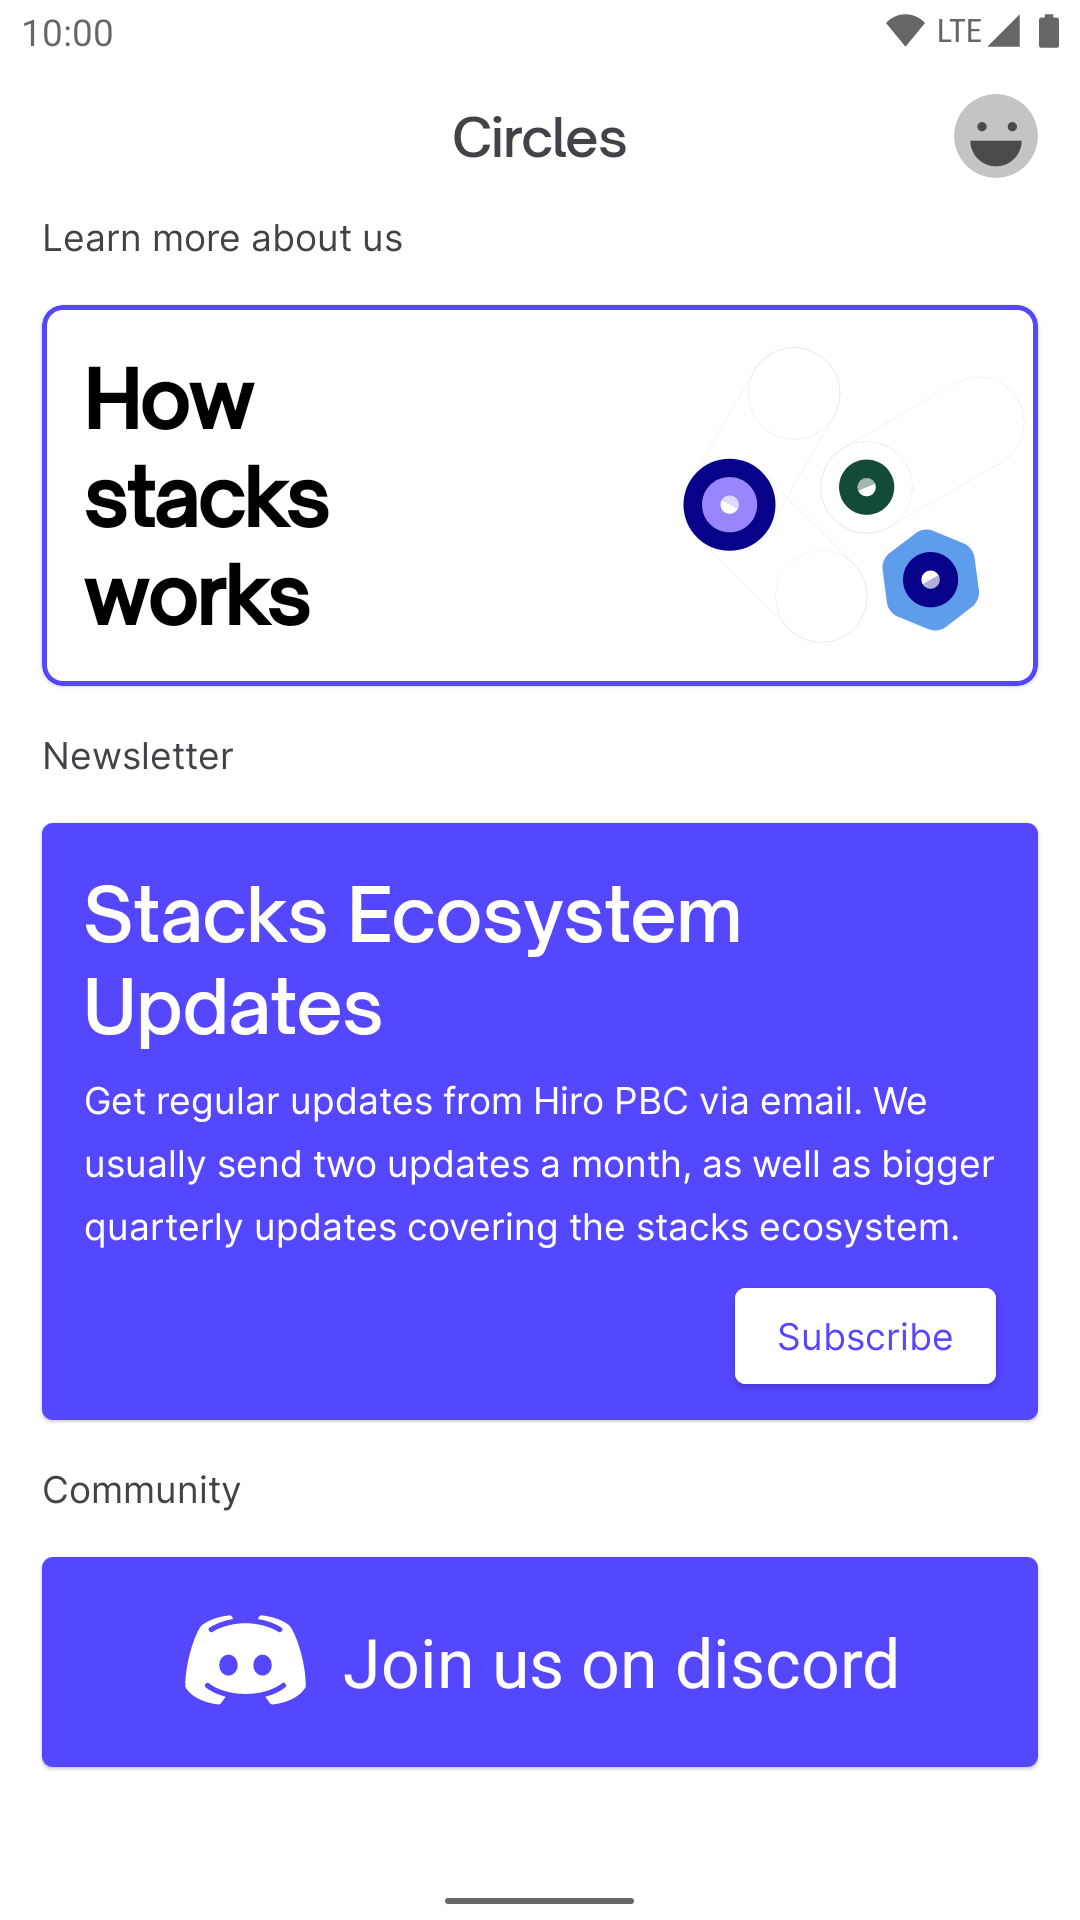 10:00
LTE
Circles
Learn more about us
How
stacks
works
Newsletter
Stacks Ecosystem
Updates
Get regular updates from Hiro PBC via email. We
usually send two updates a month, as well as bigger
quarterly updates covering the stacks ecosystem.
Subscribe
Community
Join us on discord